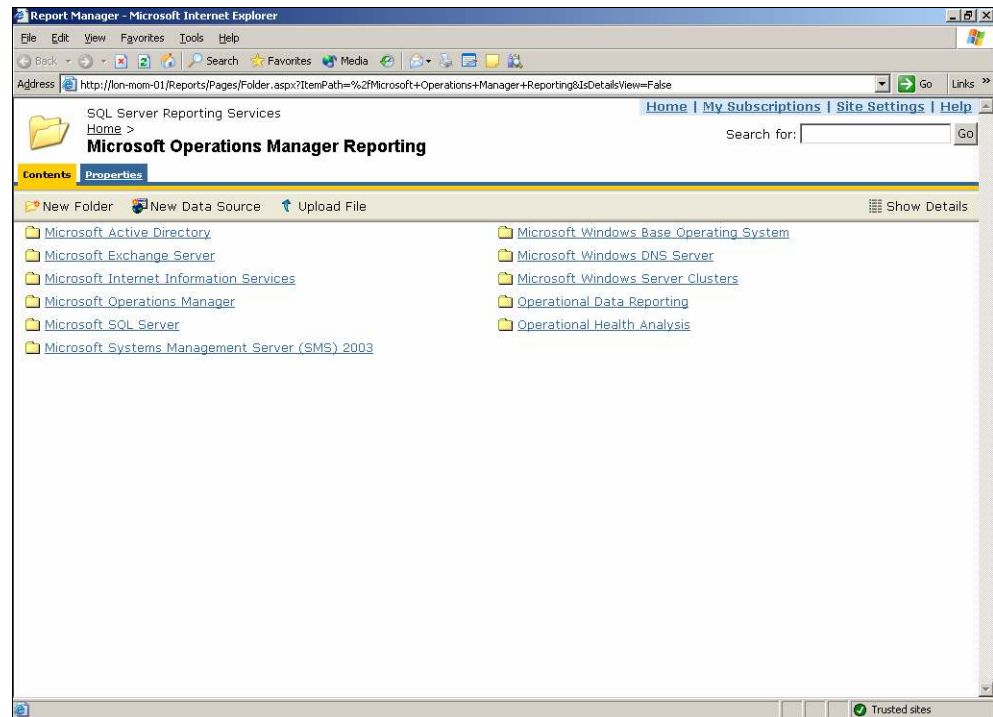 Report Manager - Microsoft Internet Explorer
File Edit View Favorites Tools Help
Back Search Favorites Media
Address http://lon-mom-01/Reports/Pages/Folder.aspx?ItemPath=%2fMicrosoft+Operations+Manager+Reporting&IsDetailsView=False Go Links »
SQL Server Reporting Services
Home | My Subscriptions | Site Settings | Help
Home >
Search for: Go
Microsoft Operations Manager Reporting
Contents Properties
New Folder New Data Source Upload File Show Details
Microsoft Active Directory
Microsoft Exchange Server
Microsoft Internet Information Services
Microsoft Operations Manager
Microsoft SQL Server
Microsoft Systems Management Server (SMS) 2003
Microsoft Windows Base Operating System
Microsoft Windows DNS Server
Microsoft Windows Server Clusters
Operational Data Reporting
Operational Health Analysis
Trusted sites